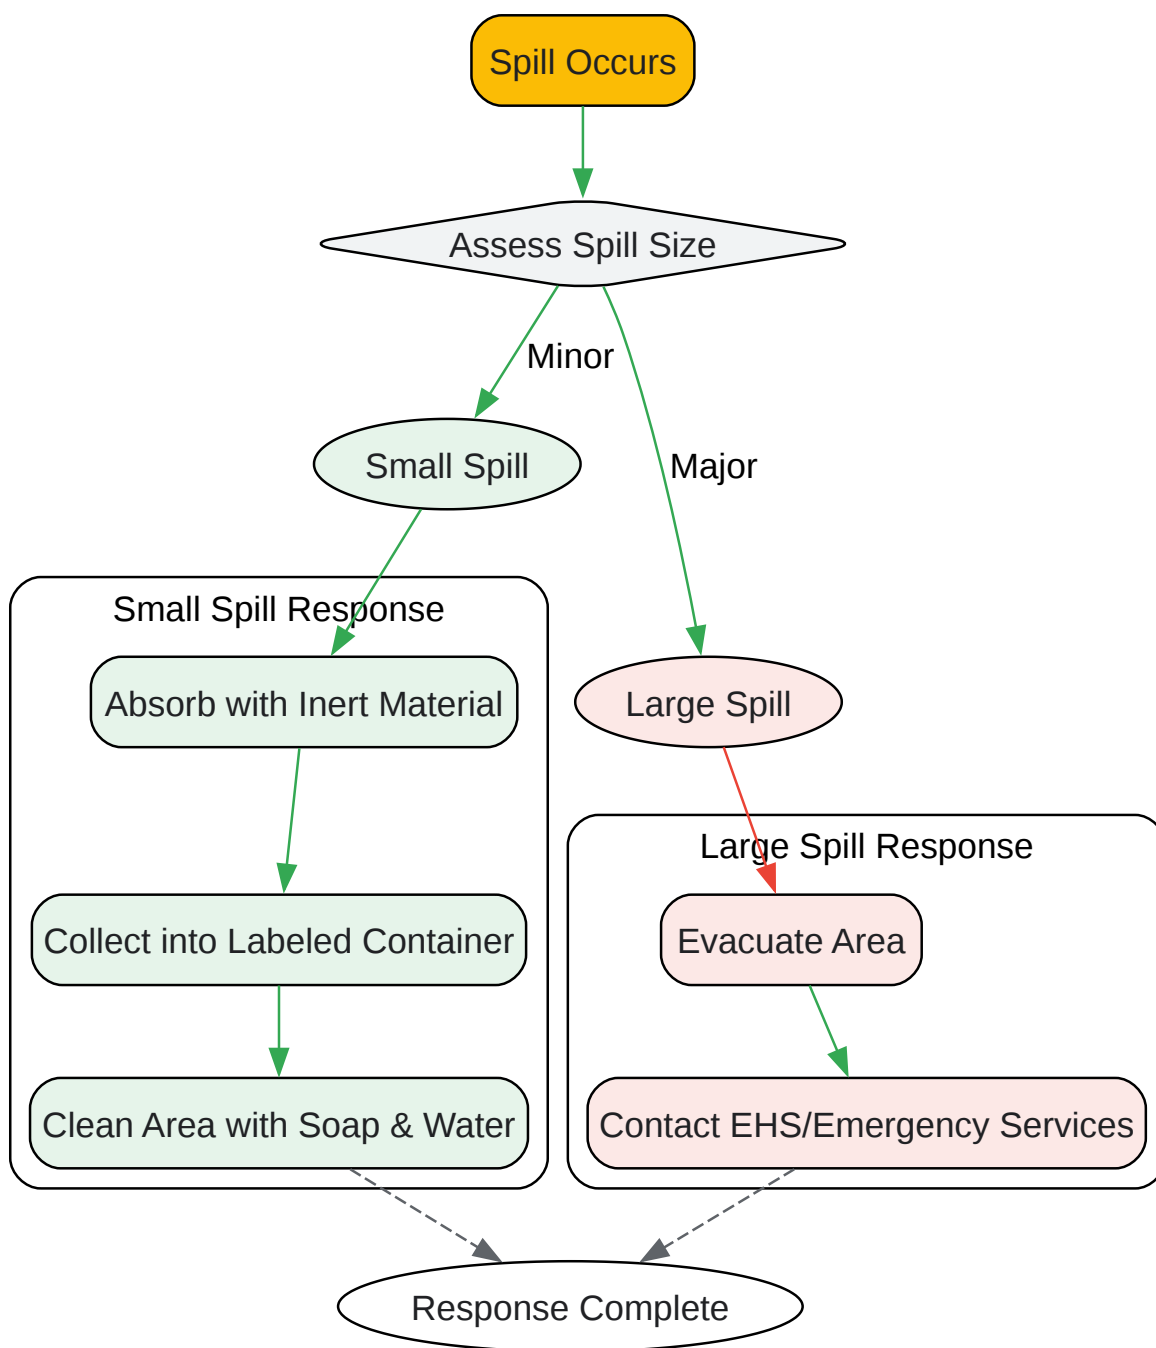 Spill Occurs
Assess Spill Size
Minor
Small Spill
Major
Small Spill Response
Absorb with Inert Material
Large Spill
Large Spill Response
Collect into Labeled Container
Evacuate Area
Clean Area with Soap & Water
Contact EHS/Emergency Services
Response Complete